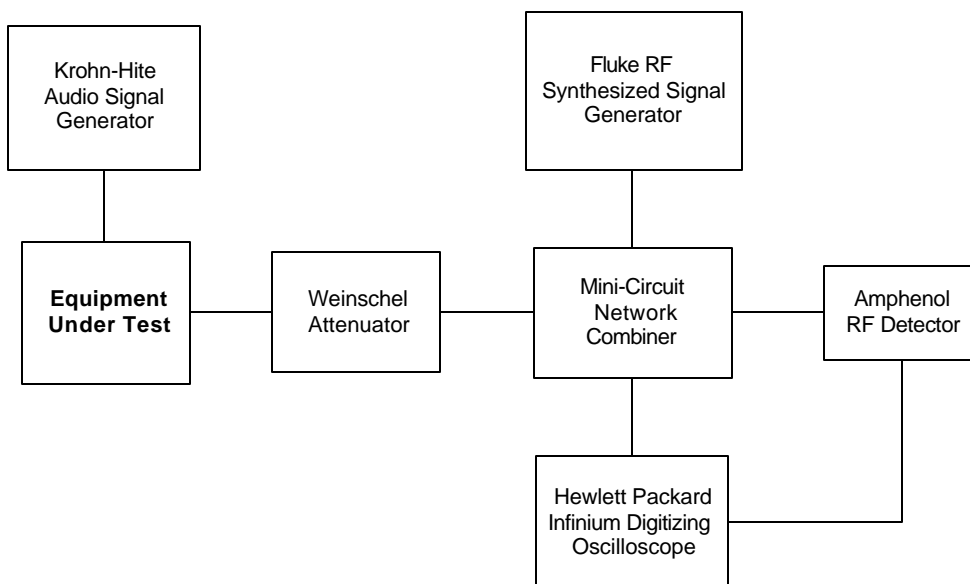 Krohn-Hite
Audio Signal
Generator
Fluke RF
Synthesized Signal
Generator
Equipment
Under Test
Weinschel
Attenuator
Mini-Circuit
Network
Combiner
Amphenol
RF Detector
Hewlett Packard
Infinium Digitizing
Oscilloscope